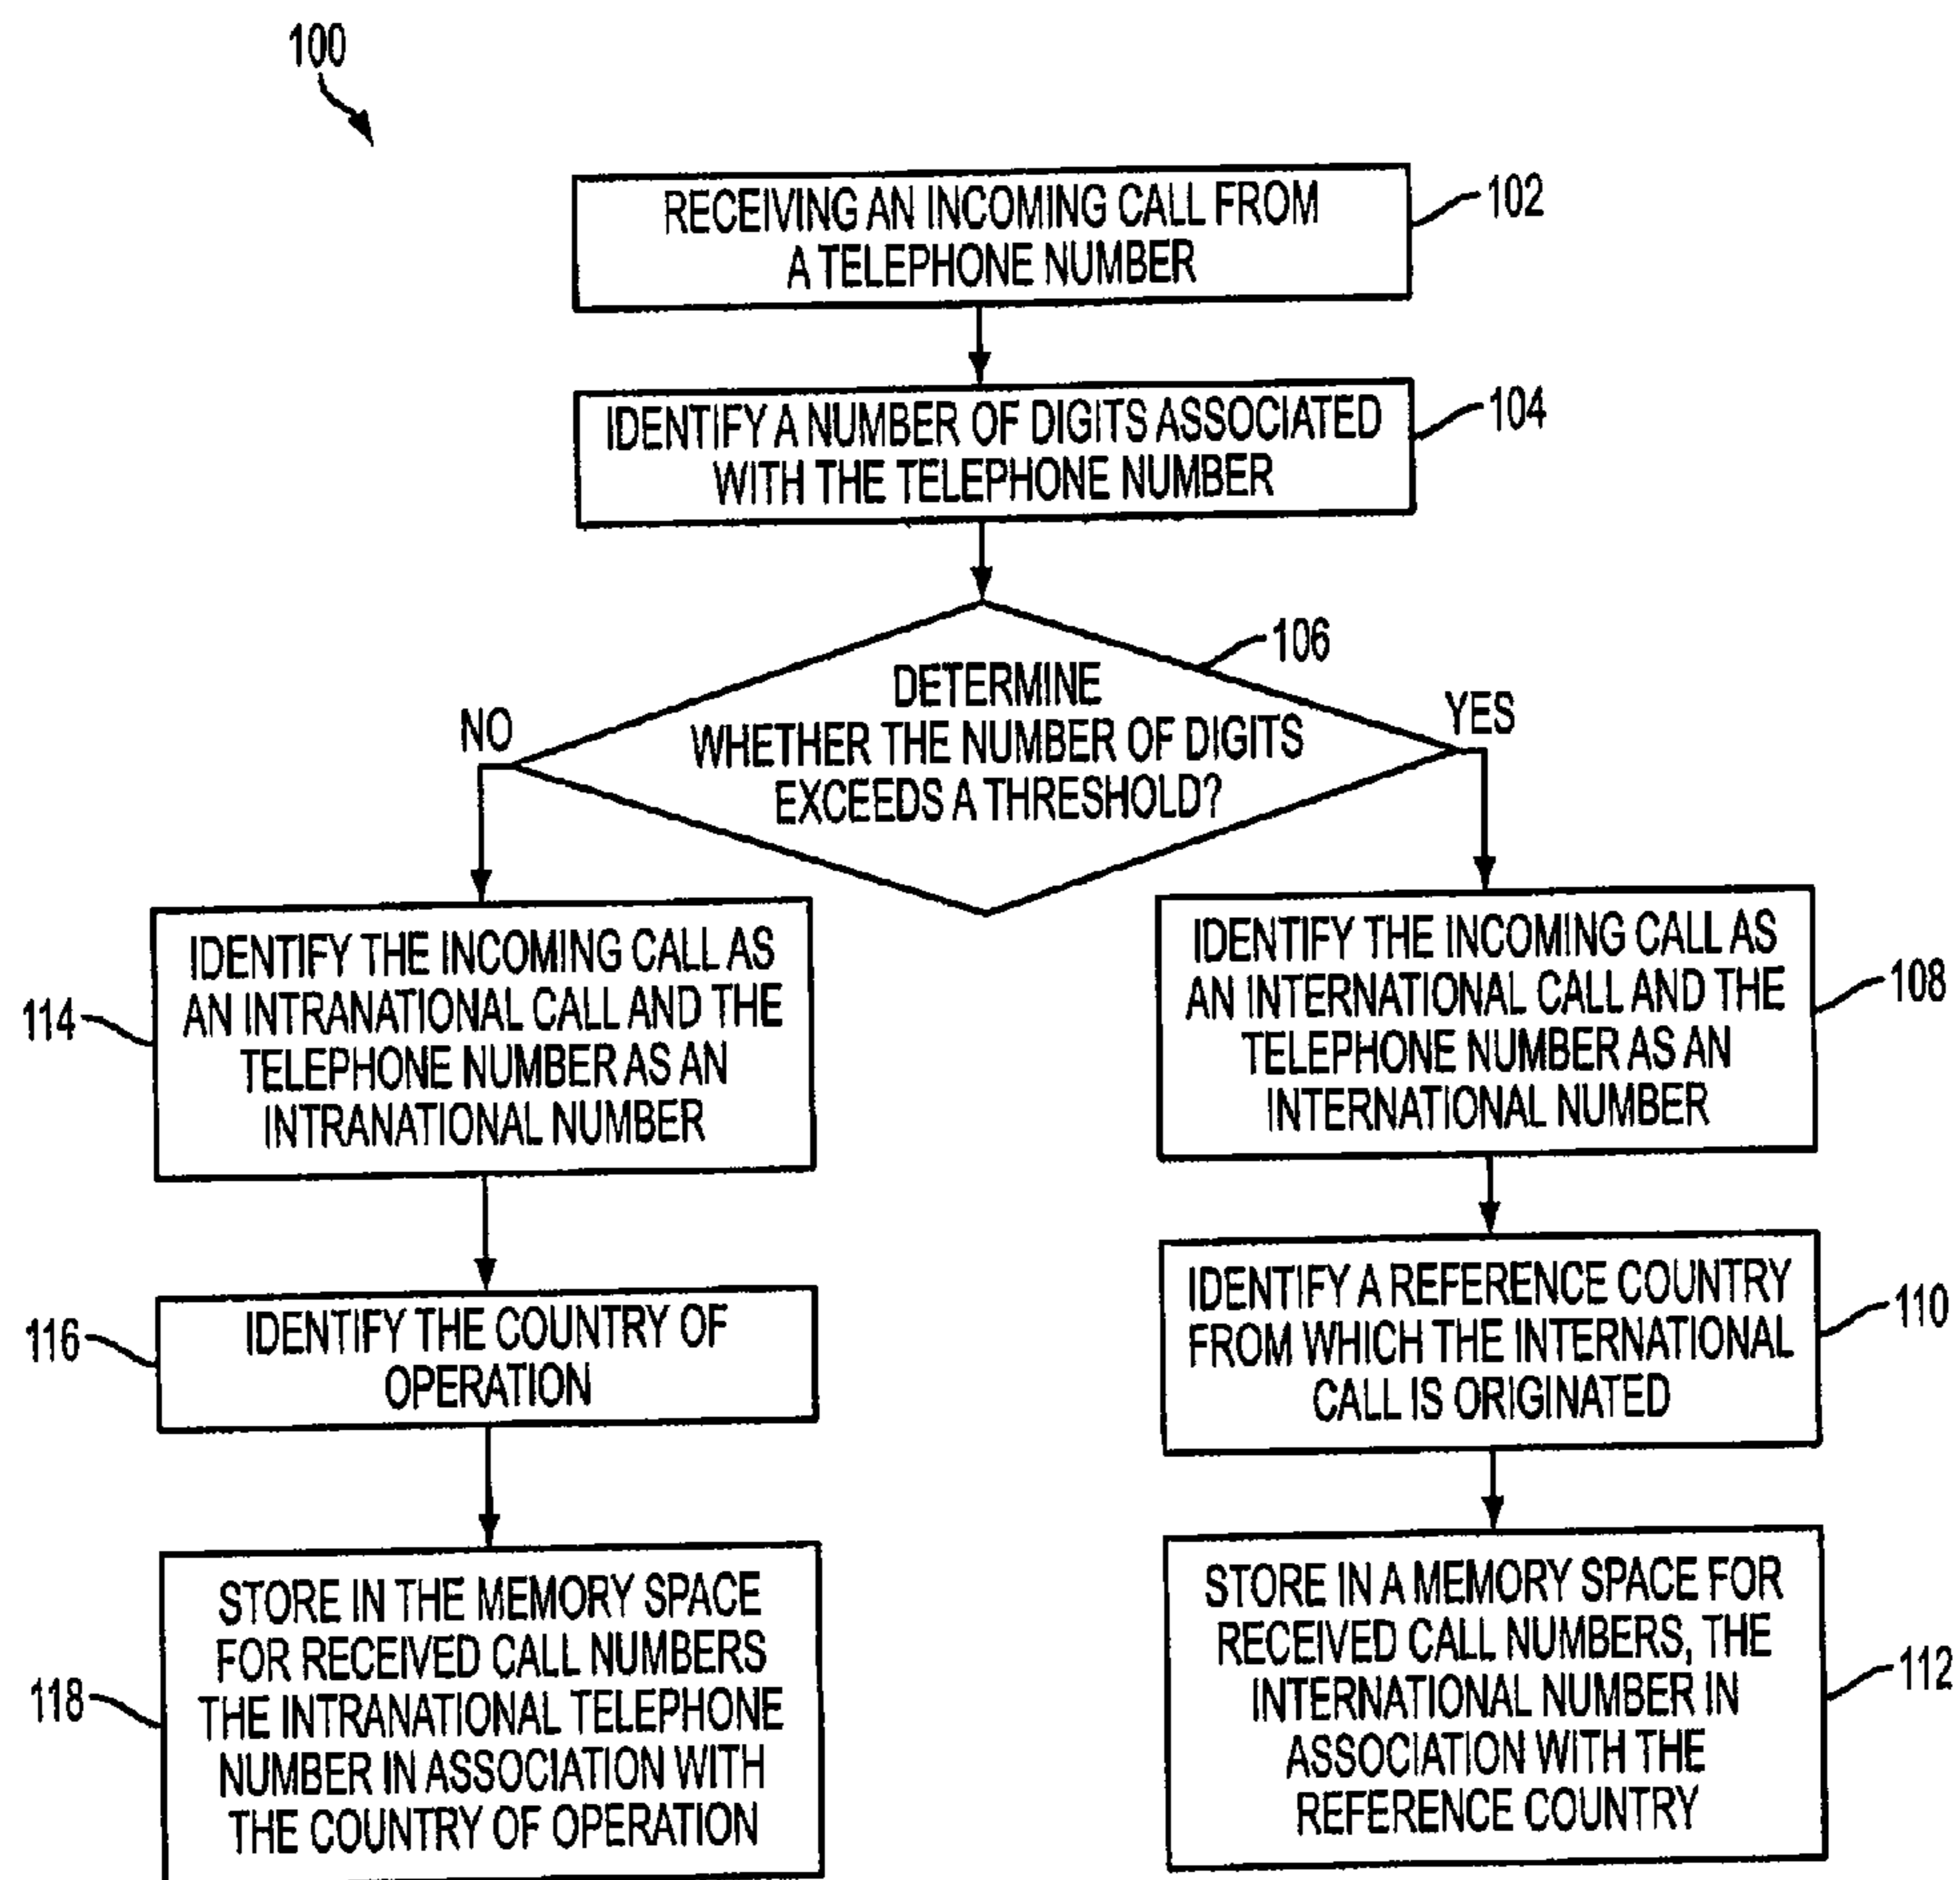 100
RECEIVING AN INCOMING CALL FROM
A TELEPHONE NUMBER
102
IDENTIFY A NUMBER OF DIGITS ASSOCIATED
WITH THE TELEPHONE NUMBER
104
DETERMINE
WHETHER THE NUMBER OF DIGITS
EXCEEDS A THRESHOLD?
106
NO
YES
IDENTIFY THE INCOMING CALL AS
AN INTRANATIONAL CALL AND THE
TELEPHONE NUMBER AS AN
INTRANATIONAL NUMBER
114
IDENTIFY THE INCOMING CALL AS
AN INTERNATIONAL CALL AND THE
TELEPHONE NUMBER AS AN
INTERNATIONAL NUMBER
108
IDENTIFY THE COUNTRY OF
OPERATION
116
IDENTIFY A REFERENCE COUNTRY
FROM WHICH THE INTERNATIONAL
CALL IS ORIGINATED
110
STORE IN THE MEMORY SPACE
FOR RECEIVED CALL NUMBERS
THE INTRANATIONAL TELEPHONE
NUMBER IN ASSOCIATION WITH
THE COUNTRY OF OPERATION
118
STORE IN A MEMORY SPACE FOR
RECEIVED CALL NUMBERS, THE
INTERNATIONAL NUMBER IN
ASSOCIATION WITH THE
REFERENCE COUNTRY
112